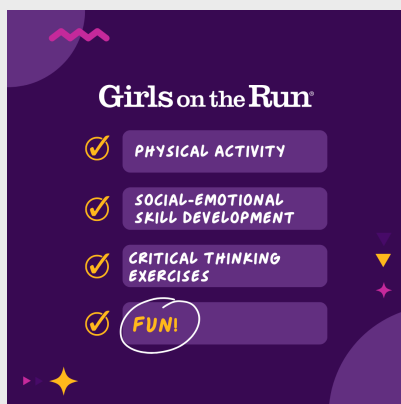 Girls on the Run®
PHYSICAL ACTIVITY
SOCIAL-EMOTIONAL
SKILL DEVELOPMENT
CRITICAL THINKING
EXERCISES
FUN!